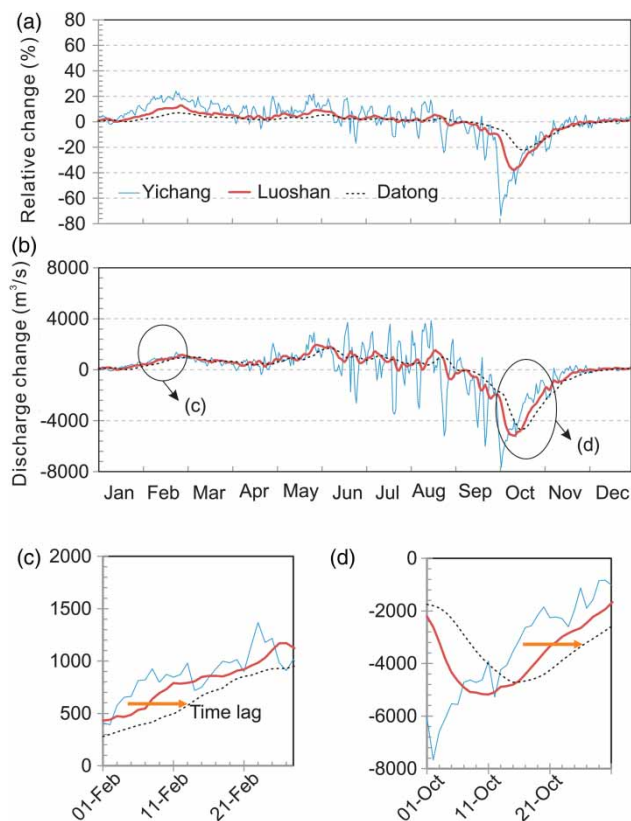 (a)
80
60
40
20
0
-20
-40
-60
-80
Relative change (%)
Yichang Luoshan Datong
(b)
8000
4000
0
-4000
-8000
Discharge change (m³/s)
(c)
(d)
Jan Feb Mar Apr May Jun Jul Aug Sep Oct Nov Dec
(c)
2000
1500
1000
500
0
Time lag
01-Feb 11-Feb 21-Feb
(d)
0
-2000
-4000
-6000
-8000
01-Oct 11-Oct 21-Oct